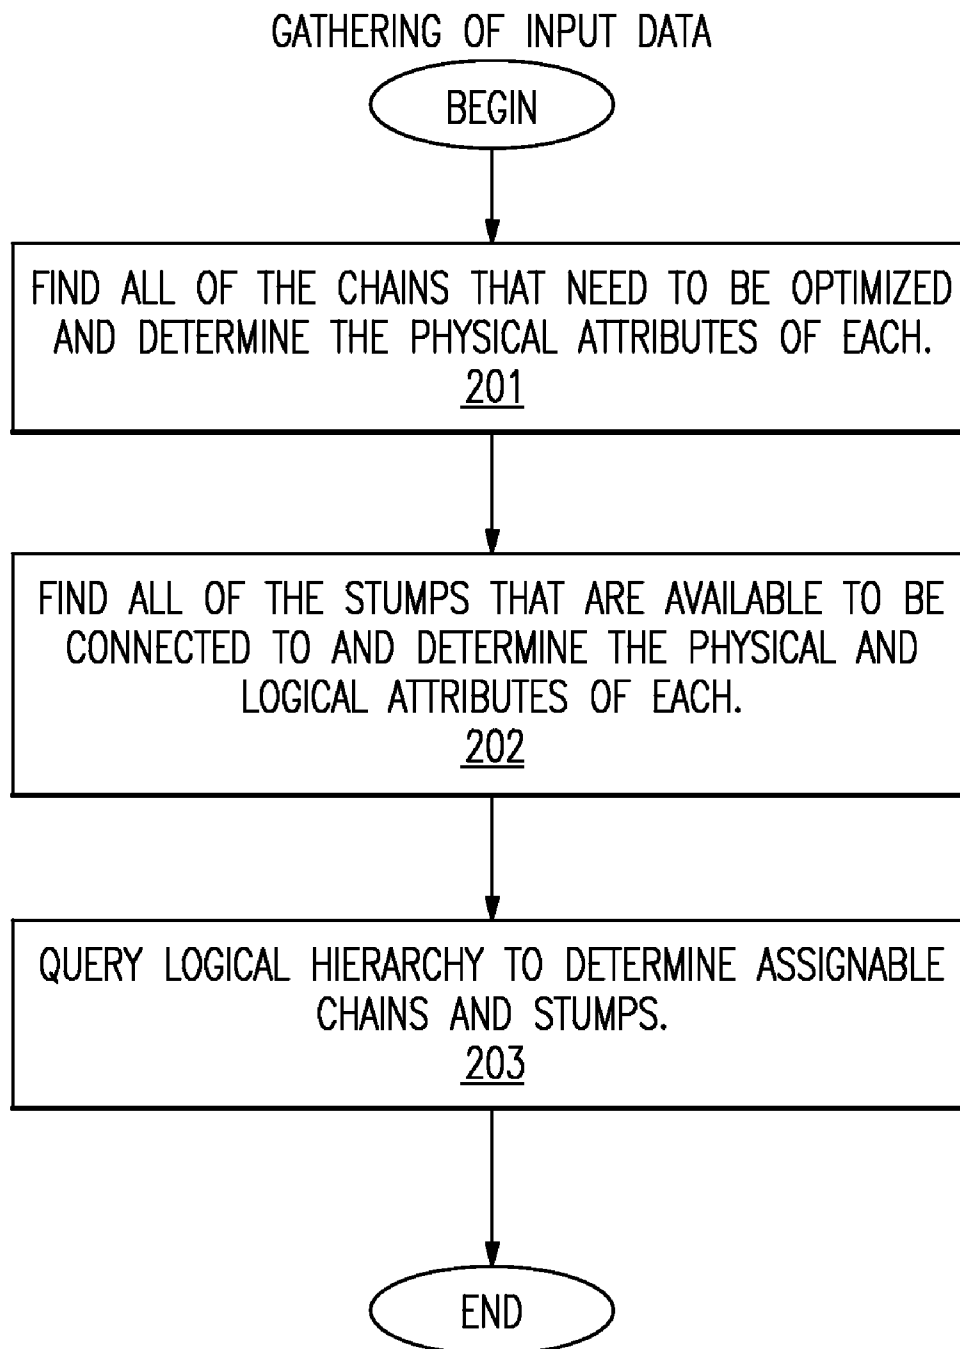 GATHERING OF INPUT DATA
BEGIN
FIND ALL OF THE CHAINS THAT NEED TO BE OPTIMIZED
AND DETERMINE THE PHYSICAL ATTRIBUTES OF EACH.
201
FIND ALL OF THE STUMPS THAT ARE AVAILABLE TO BE
CONNECTED TO AND DETERMINE THE PHYSICAL AND
LOGICAL ATTRIBUTES OF EACH.
202
QUERY LOGICAL HIERARCHY TO DETERMINE ASSIGNABLE
CHAINS AND STUMPS.
203
END